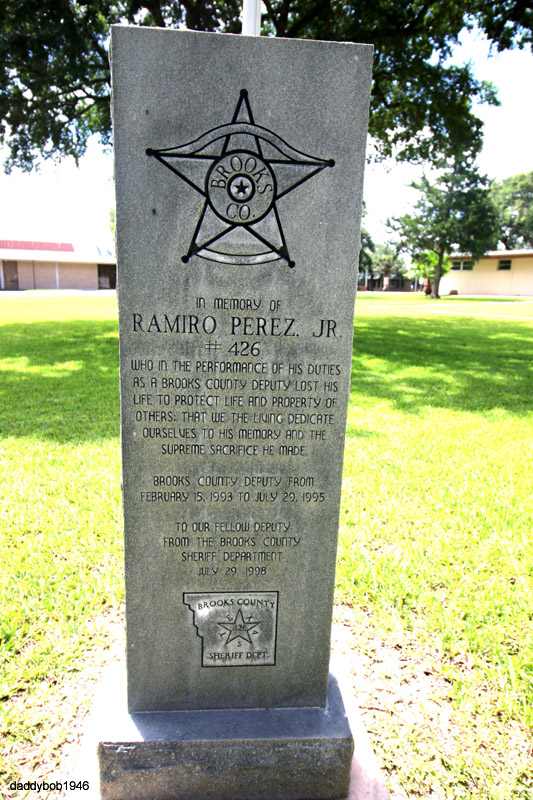 BROOKS
CO.
IN MEMORY OF
RAMIRO PEREZ, JR.
# 426
WHO IN THE PERFORMANCE OF HIS DUTIES
AS A BROOKS COUNTY DEPUTY LOST HIS
LIFE TO PROTECT LIFE AND PROPERTY OF
OTHERS: THAT WE THE LIVING DEDICATE
OURSELVES TO HIS MEMORY AND THE
SUPREME SACRIFICE HE MADE.
BROOKS COUNTY DEPUTY FROM
FEBRUARY 15, 1993 TO JULY 29, 1995
TO OUR FELLOW DEPUTY
FROM THE BROOKS COUNTY
SHERIFF DEPARTMENT
JULY 29, 1998
BROOKS COUNTY
TEXAS
426
SHERIFF DEPT.
daddybob1946